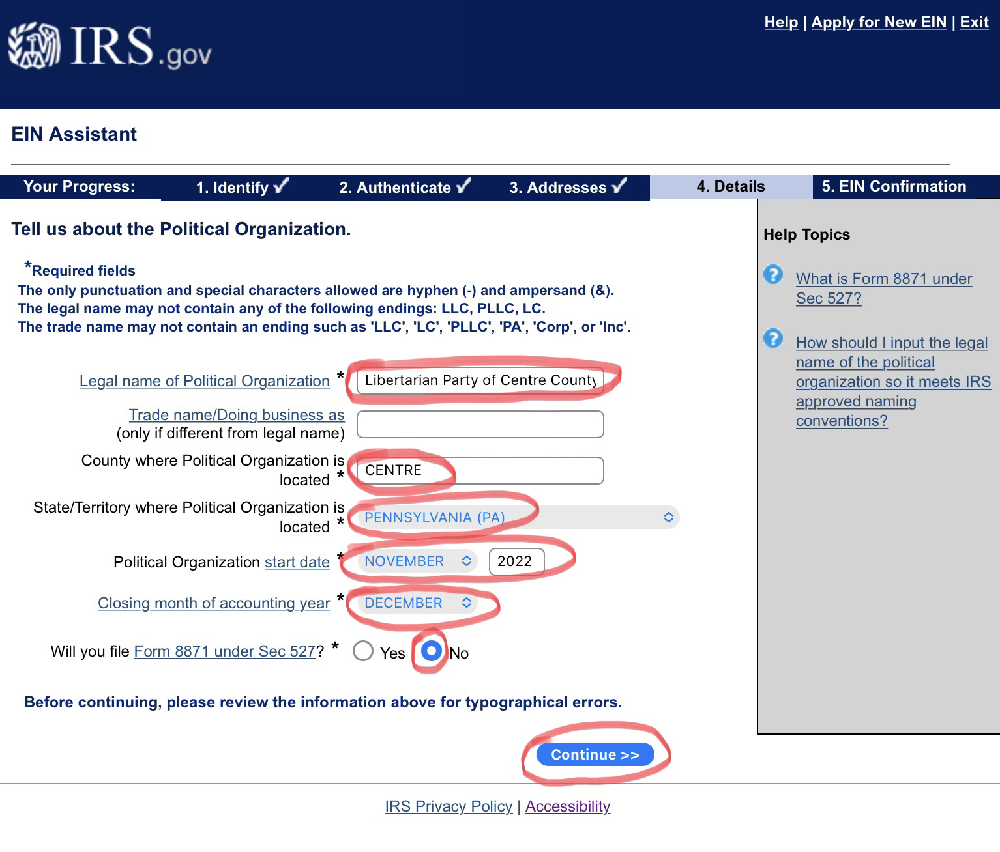 Help | Apply for New EIN | Exit
IRS.gov
EIN Assistant
Your Progress: 1. Identify 2. Authenticate 3. Addresses 4. Details 5. EIN Confirmation
Tell us about the Political Organization.
*Required fields
The only punctuation and special characters allowed are hyphen (-) and ampersand (&).
The legal name may not contain any of the following endings: LLC, PLLC, LC.
The trade name may not contain an ending such as 'LLC', 'LC', 'PLLC', 'PA', 'Corp', or 'Inc'.
Legal name of Political Organization * Libertarian Party of Centre County
Trade name/Doing business as
(only if different from legal name)
County where Political Organization is
located * CENTRE
State/Territory where Political Organization is
located * PENNSYLVANIA (PA)
Political Organization start date * NOVEMBER 2022
Closing month of accounting year * DECEMBER
Will you file Form 8871 under Sec 527? * Yes No
Before continuing, please review the information above for typographical errors.
Continue >>
Help Topics
What is Form 8871 under
Sec 527?
How should I input the legal
name of the political
organization so it meets IRS
approved naming
conventions?
IRS Privacy Policy | Accessibility